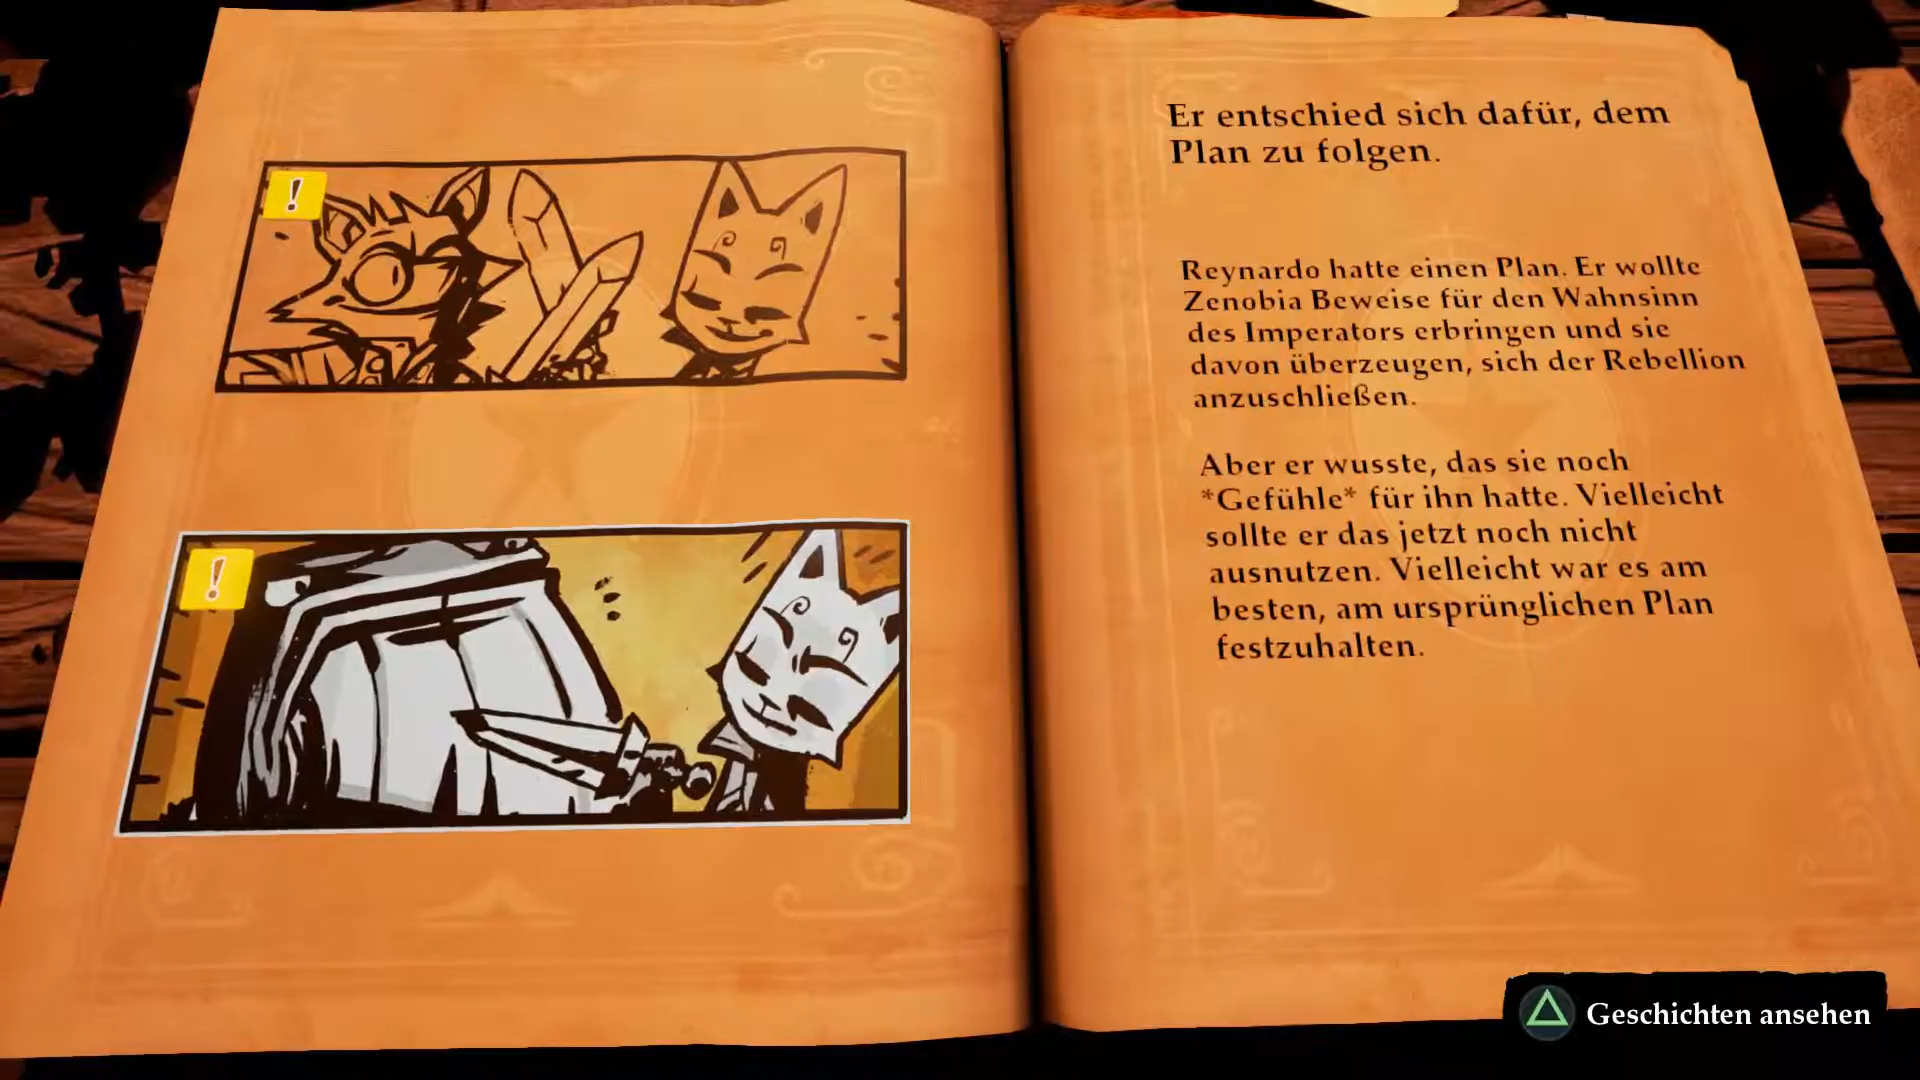 !
!
Er entschied sich dafür, dem
Plan zu folgen.
Reynardo hatte einen Plan. Er wollte
Zenobia Beweise für den Wahnsinn
des Imperators erbringen und sie
davon überzeugen, sich der Rebellion
anzuschließen.
Aber er wusste, das sie noch
*Gefühle* für ihn hatte. Vielleicht
sollte er das jetzt noch nicht
ausnutzen. Vielleicht war es am
besten, am ursprünglichen Plan
festzuhalten.
Geschichten ansehen